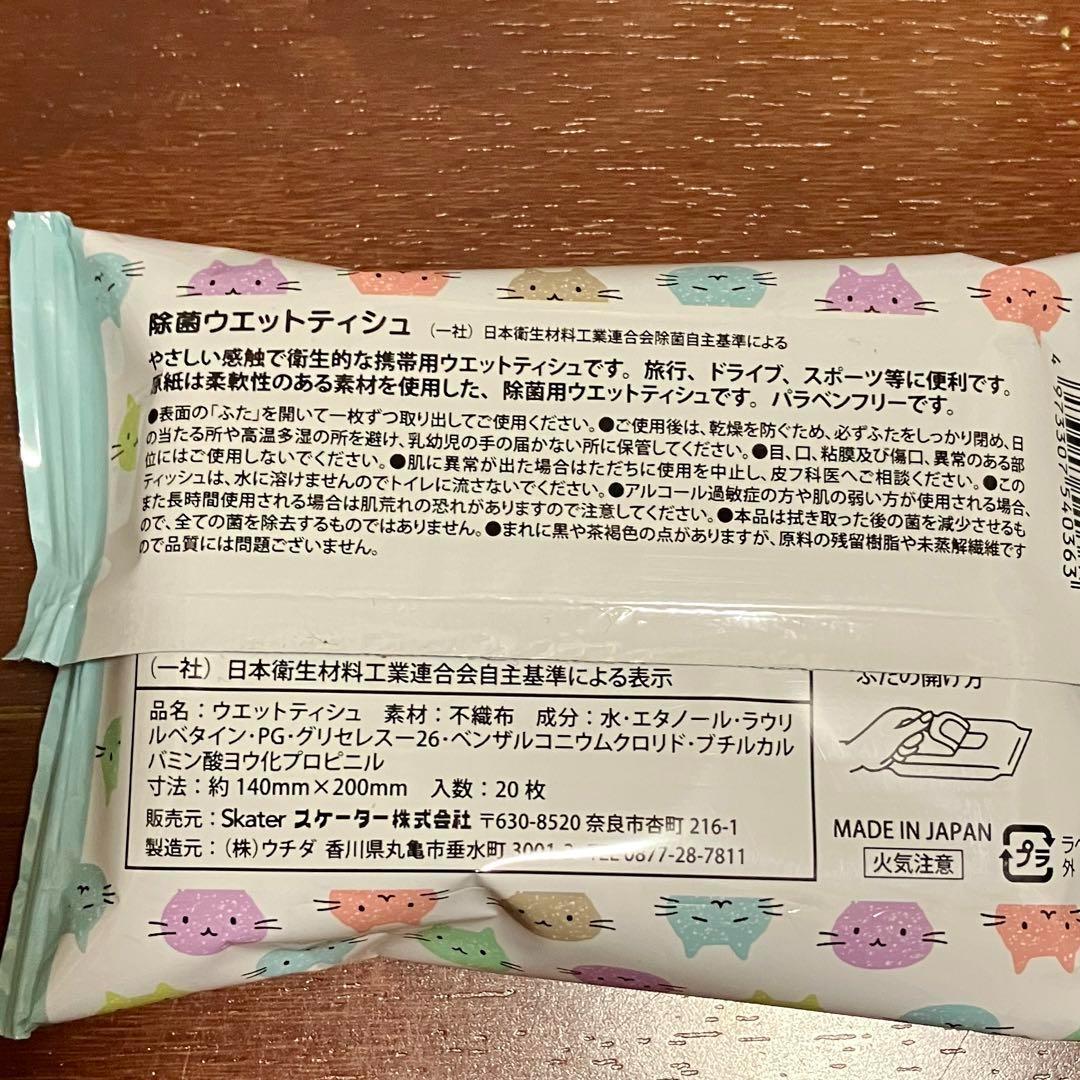 除菌ウエットティシュ（一社）日本衛生材料工業連合会除菌自主基準による
やさしい感触で衛生的な携帯用ウエットティシュです。旅行、ドライブ、スポーツ等に便利です。
原紙は柔軟性のある素材を使用した、除菌用ウエットティシュです。パラベンフリーです。
●表面の「ふた」を開いて一枚ずつ取り出してご使用ください。●ご使用後は、乾燥を防ぐため、必ずふたをしっかり閉め、日
の当たる所や高温多湿の所を避け、乳幼児の手の届かない所に保管してください。●目、口、粘膜及び傷口、異常のある部
位にはご使用しないでください。●肌に異常が出た場合はただちに使用を中止し、皮フ科医へご相談ください。●この
ティッシュは、水に溶けませんのでトイレに流さないでください。●アルコール過敏症の方や肌の弱い方が使用される場合、
また長時間使用される場合は肌荒れの恐れがありますので注意してください。●本品は拭き取った後の菌を減少させるも
ので、全ての菌を除去するものではありません。●まれに黒や茶褐色の点がありますが、原料の残留樹脂や未蒸解繊維です
ので品質には問題ございません。
4 973307 540363
（一社）日本衛生材料工業連合会自主基準による表示
品名：ウエットティシュ 素材：不織布 成分：水・エタノール・ラウリ
ルベタイン・PG・グリセレスー26・ベンザルコニウムクロリド・ブチルカル
バミン酸ヨウ化プロピニル
寸法：約140mm×200mm 入数：20枚
販売元：Skater スケーター株式会社 〒630-8520 奈良市杏町216-1
製造元：（株）ウチダ 香川県丸亀市垂水町3001-3 TEL 0877-28-7811
ふたの開け方
MADE IN JAPAN
火気注意
プラ
ラベ
外